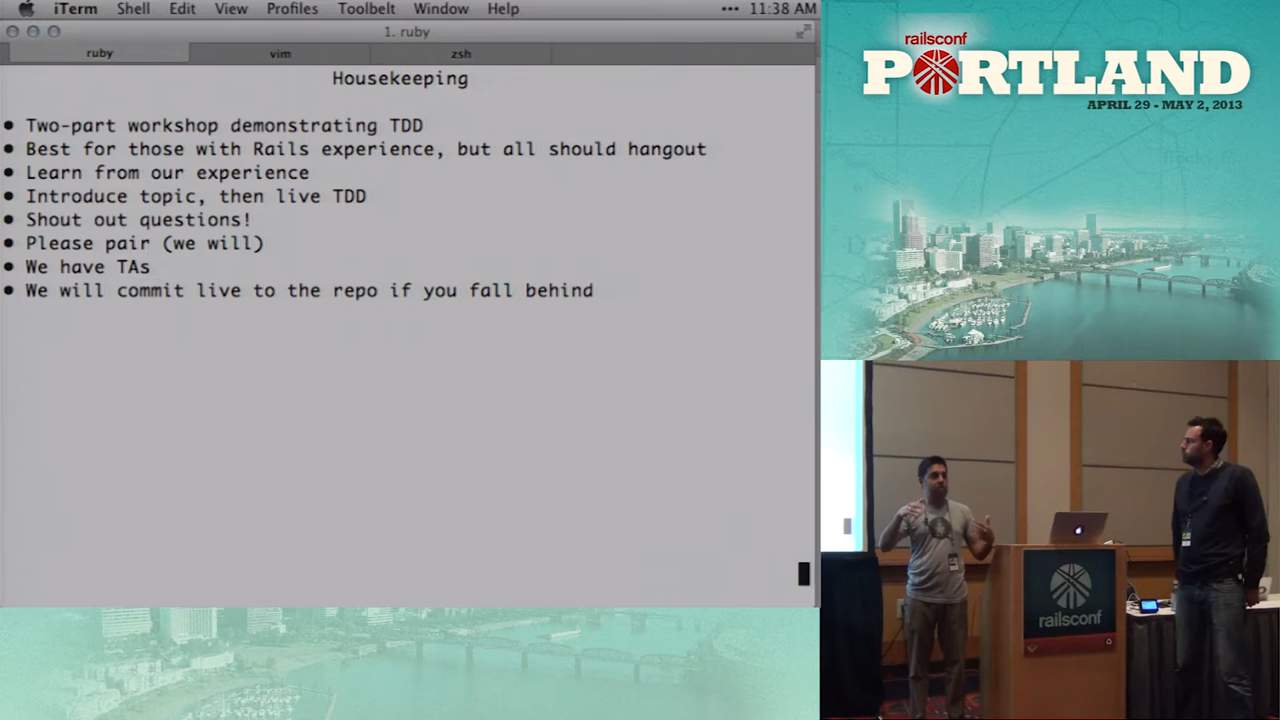 iTerm Shell Edit View Profiles Toolbelt Window Help ••• 11:38 AM
1. ruby
ruby vim zsh
Housekeeping
• Two-part workshop demonstrating TDD
• Best for those with Rails experience, but all should hangout
• Learn from our experience
• Introduce topic, then live TDD
• Shout out questions!
• Please pair (we will)
• We have TAs
• We will commit live to the repo if you fall behind
railsconf
PORTLAND
APRIL 29 - MAY 2, 2013
railsconf